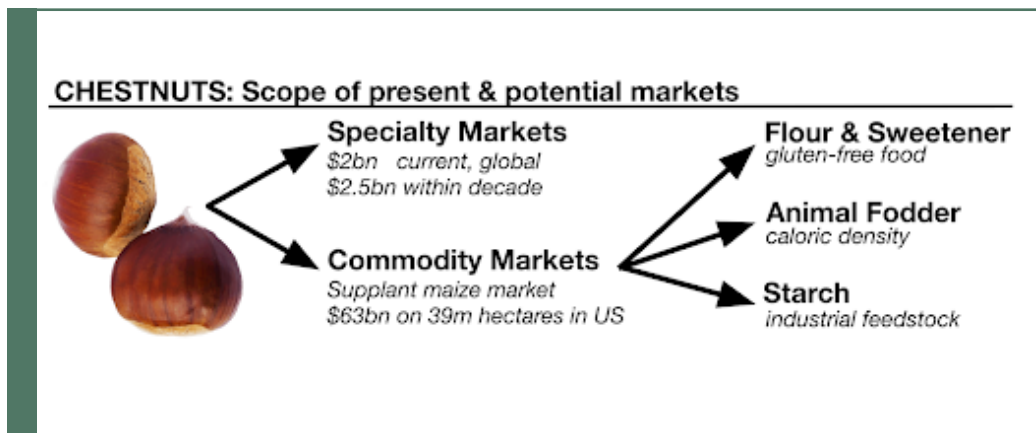 CHESTNUTS: Scope of present & potential markets
Specialty Markets
$2bn current, global
$2.5bn within decade
Commodity Markets
Supplant maize market
$63bn on 39m hectares in US
Flour & Sweetener
gluten-free food
Animal Fodder
caloric density
Starch
industrial feedstock